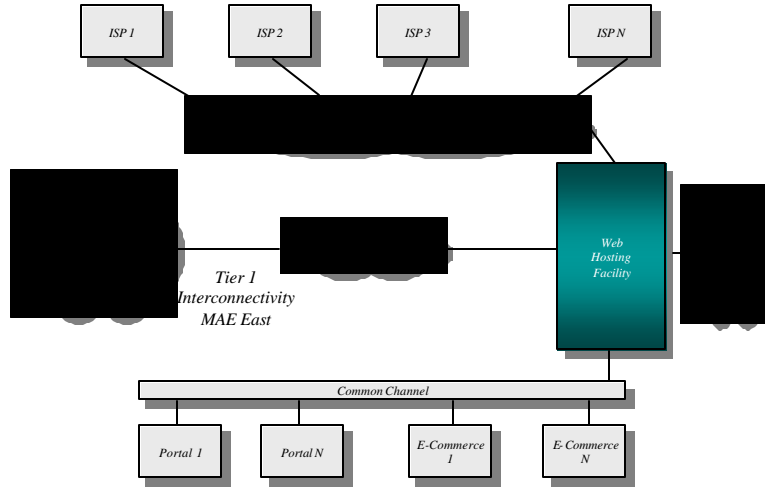 ISP 1
ISP 2
ISP 3
ISP N
Web
Hosting
Facility
Tier 1
Interconnectivity
MAE East
Common Channel
Portal 1
Portal N
E-Commerce
1
E-Commerce
N